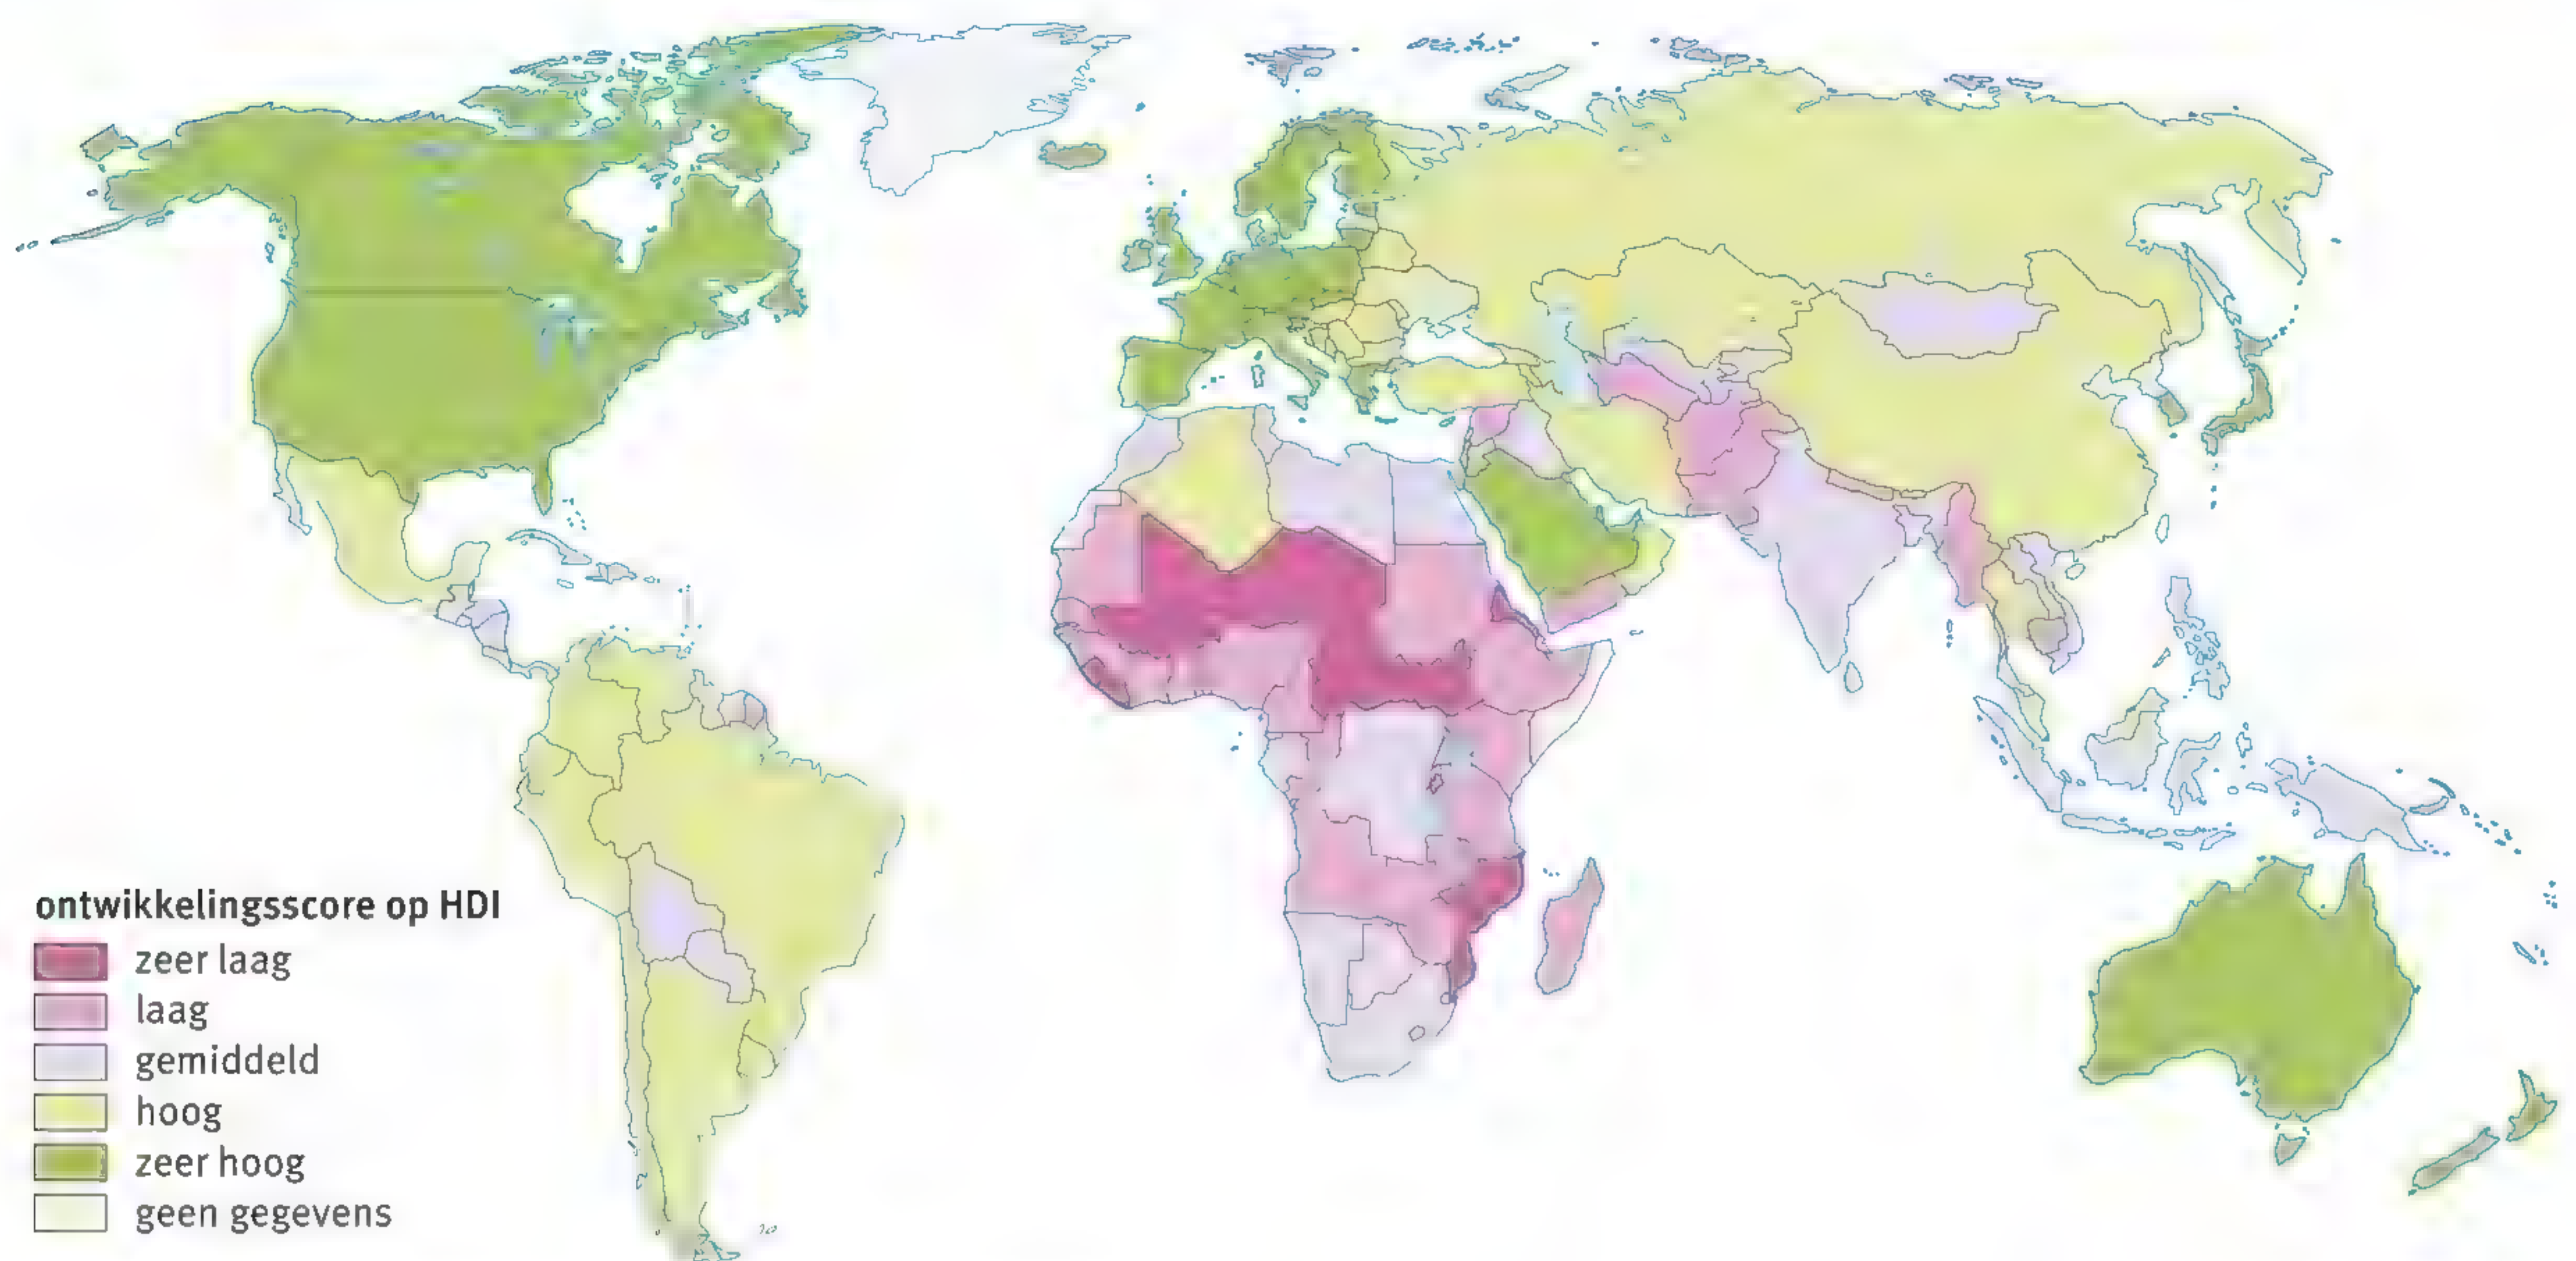 ontwikkelingsscore op HDI
zeer laag
laag
gemiddeld
hoog
zeer hoog
geen gegevens